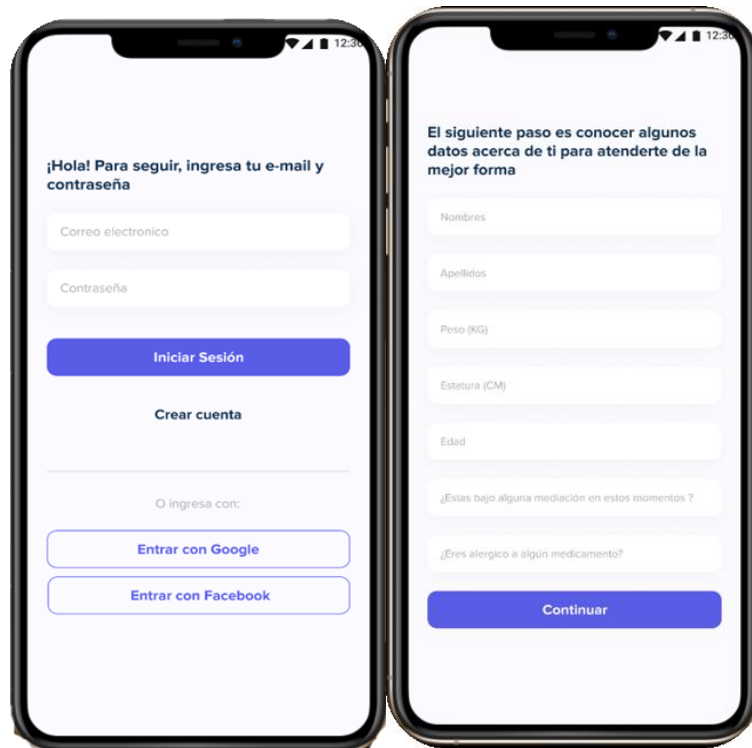 12:30
¡Hola! Para seguir, ingresa tu e-mail y
contraseña
Correo electronico
Contraseña
Iniciar Sesión
Crear cuenta
O ingresa con:
Entrar con Google
Entrar con Facebook
12:30
El siguiente paso es conocer algunos
datos acerca de ti para atenderte de la
mejor forma
Nombres
Apellidos
Peso (KG)
Estatura (CM)
Edad
¿Estas bajo alguna mediación en estos momentos ?
¿Eres alergico a algún medicamento?
Continuar